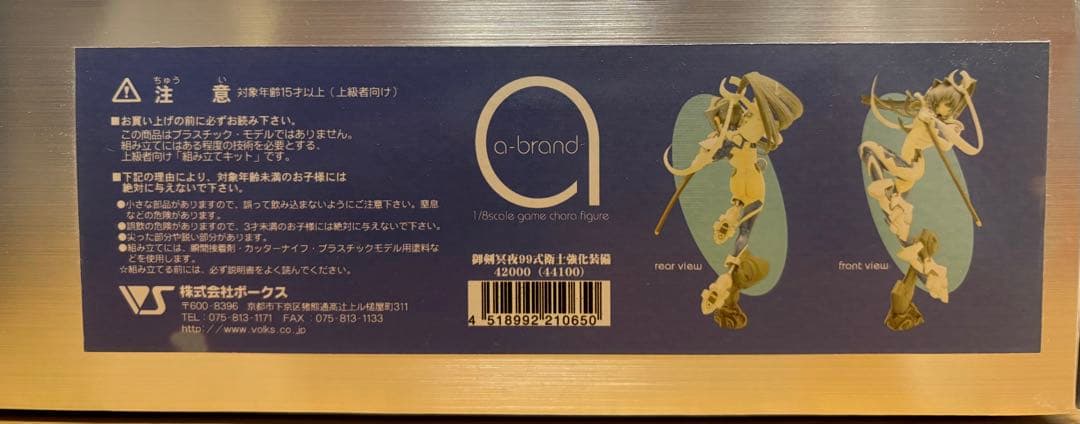 ちゅう い
注 意 対象年齢15才以上(上級者向け)
■お買い上げの前に必ずお読み下さい。
この商品はプラスチック・モデルではありません。
組み立てにはある程度の技術を必要とする、
上級者向け「組み立てキット」です。
■下記の理由により、対象年齢未満のお子様には
絶対に与えないで下さい。
●小さな部品がありますので、誤って飲み込まないようにご注意下さい。窒息
などの危険があります。
●誤飲の危険がありますので、3才未満のお子様には絶対に与えないで下さい。
●尖った部分や鋭い部分があります。
●組み立てには、瞬間接着剤・カッターナイフ・プラスチックモデル用塗料な
どを使用します。
☆組み立てる前には、必ず説明書をよく読んでください。
VS 株式会社ボークス
〒600-8396 京都市下京区猪熊通高辻上ル槌屋町311
TEL:075-813-1171 FAX:075-813-1133
http://www.volks.co.jp
a-brand
1/8scale game chara figure
御剣冥夜99式衛士強化装備
42000(44100)
4 518992 210650
rear view
front view